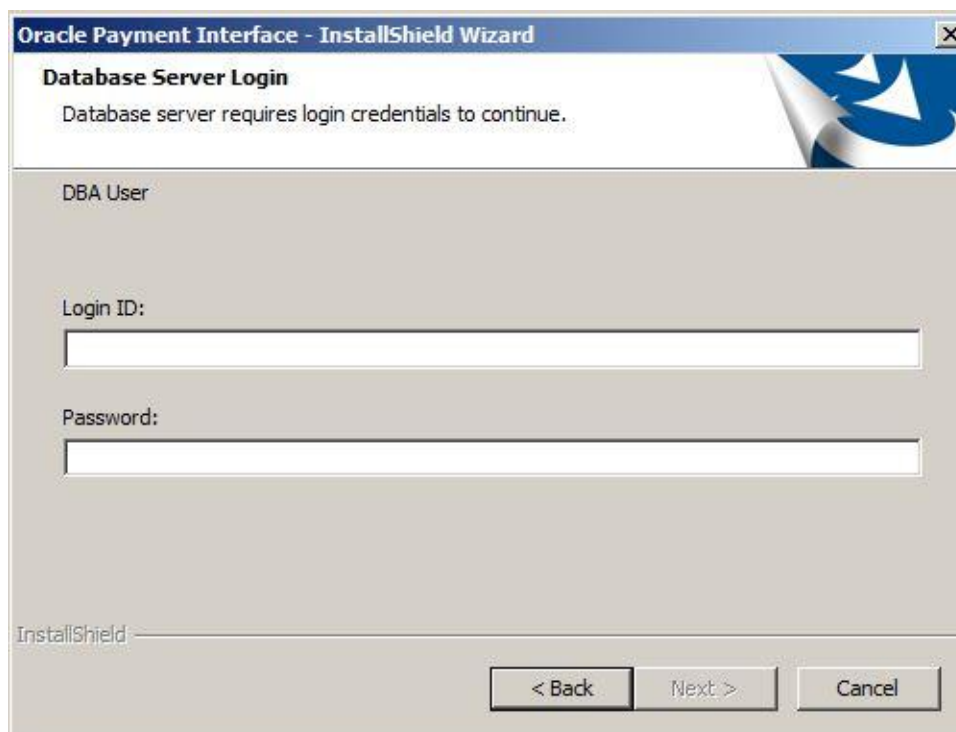 Oracle Payment Interface - InstallShield Wizard
Database Server Login
Database server requires login credentials to continue.
DBA User
Login ID:
Password:
InstallShield
< Back Next > Cancel